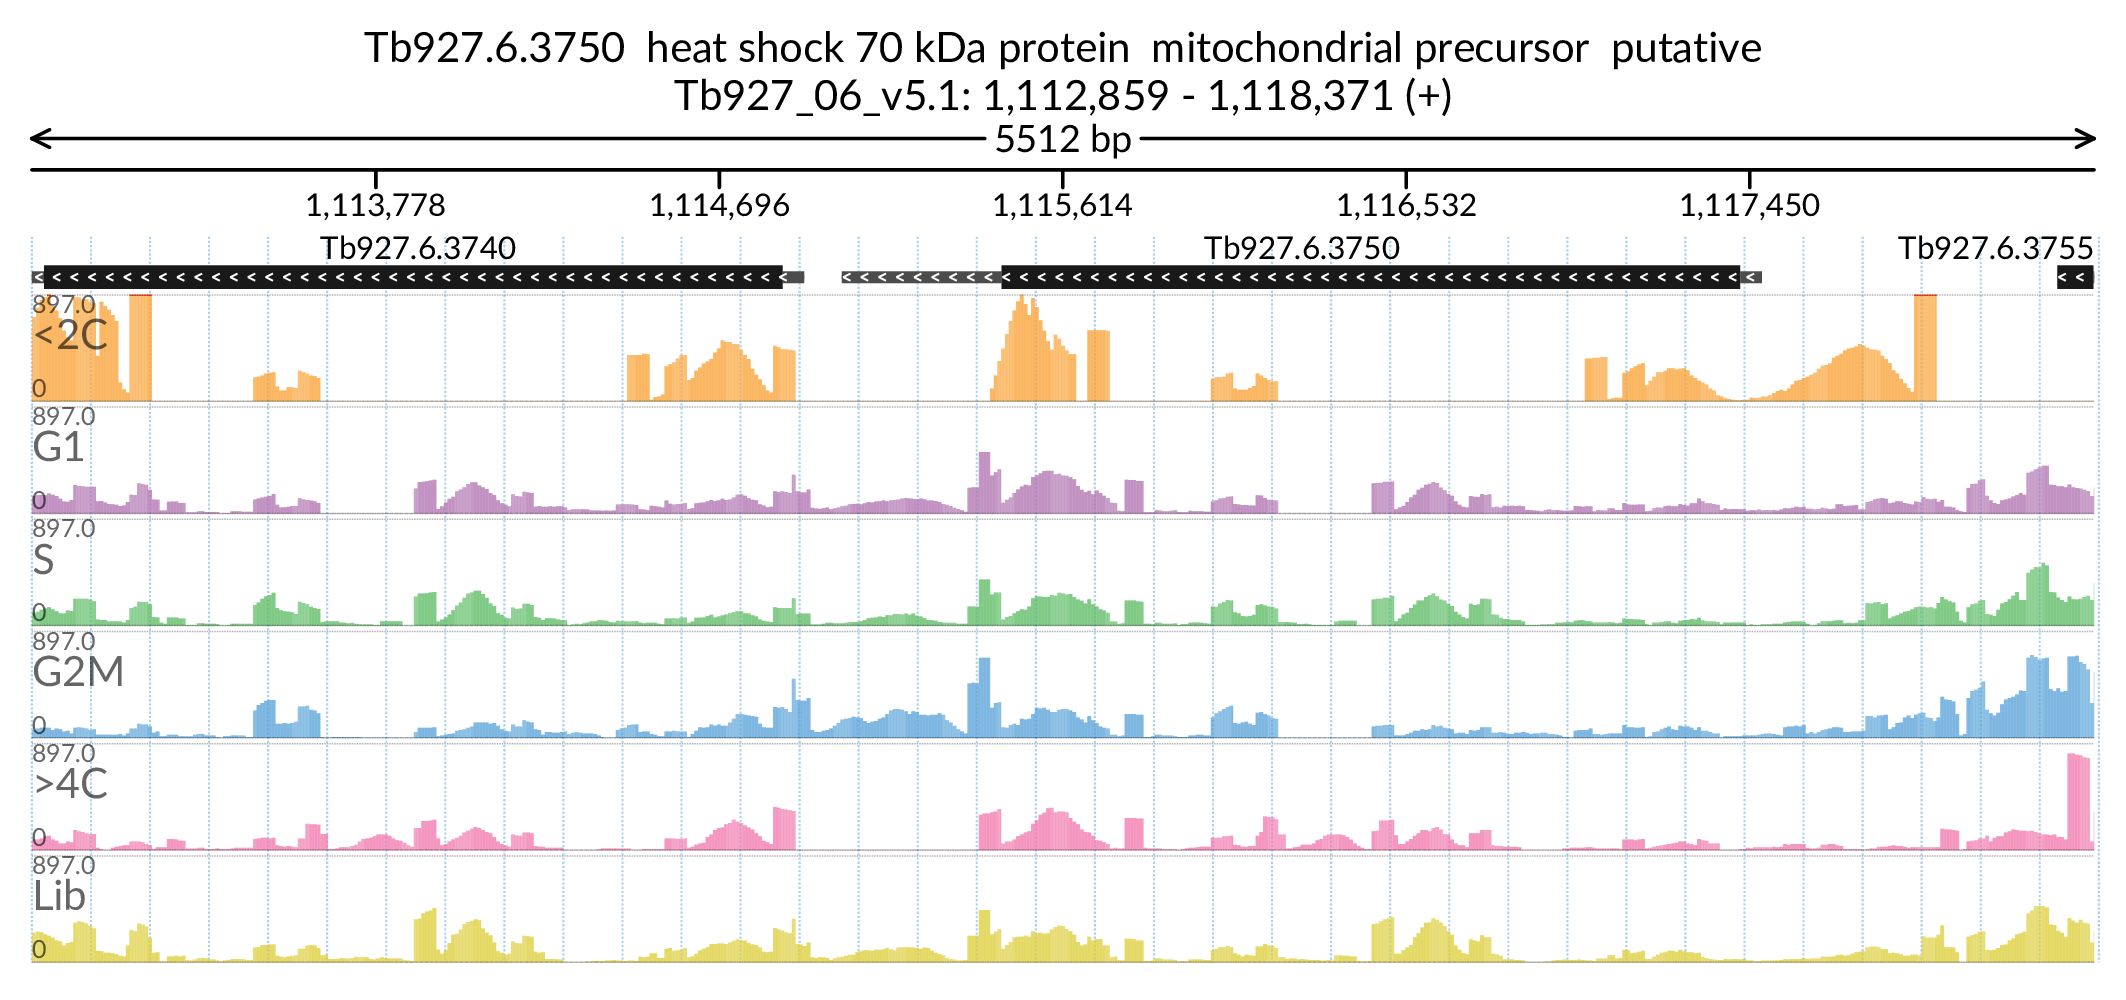 Tb927.6.3750  heat shock 70 kDa protein  mitochondrial precursor  putative
Tb927_06_v5.1: 1,112,859 - 1,118,371 (+)
5512 bp
1,113,778 1,114,696 1,115,614 1,116,532 1,117,450
Tb927.6.3740 Tb927.6.3750 Tb927.6.3755
897.0
<2C
0
897.0
G1
0
897.0
S
0
897.0
G2M
0
897.0
>4C
0
897.0
Lib
0